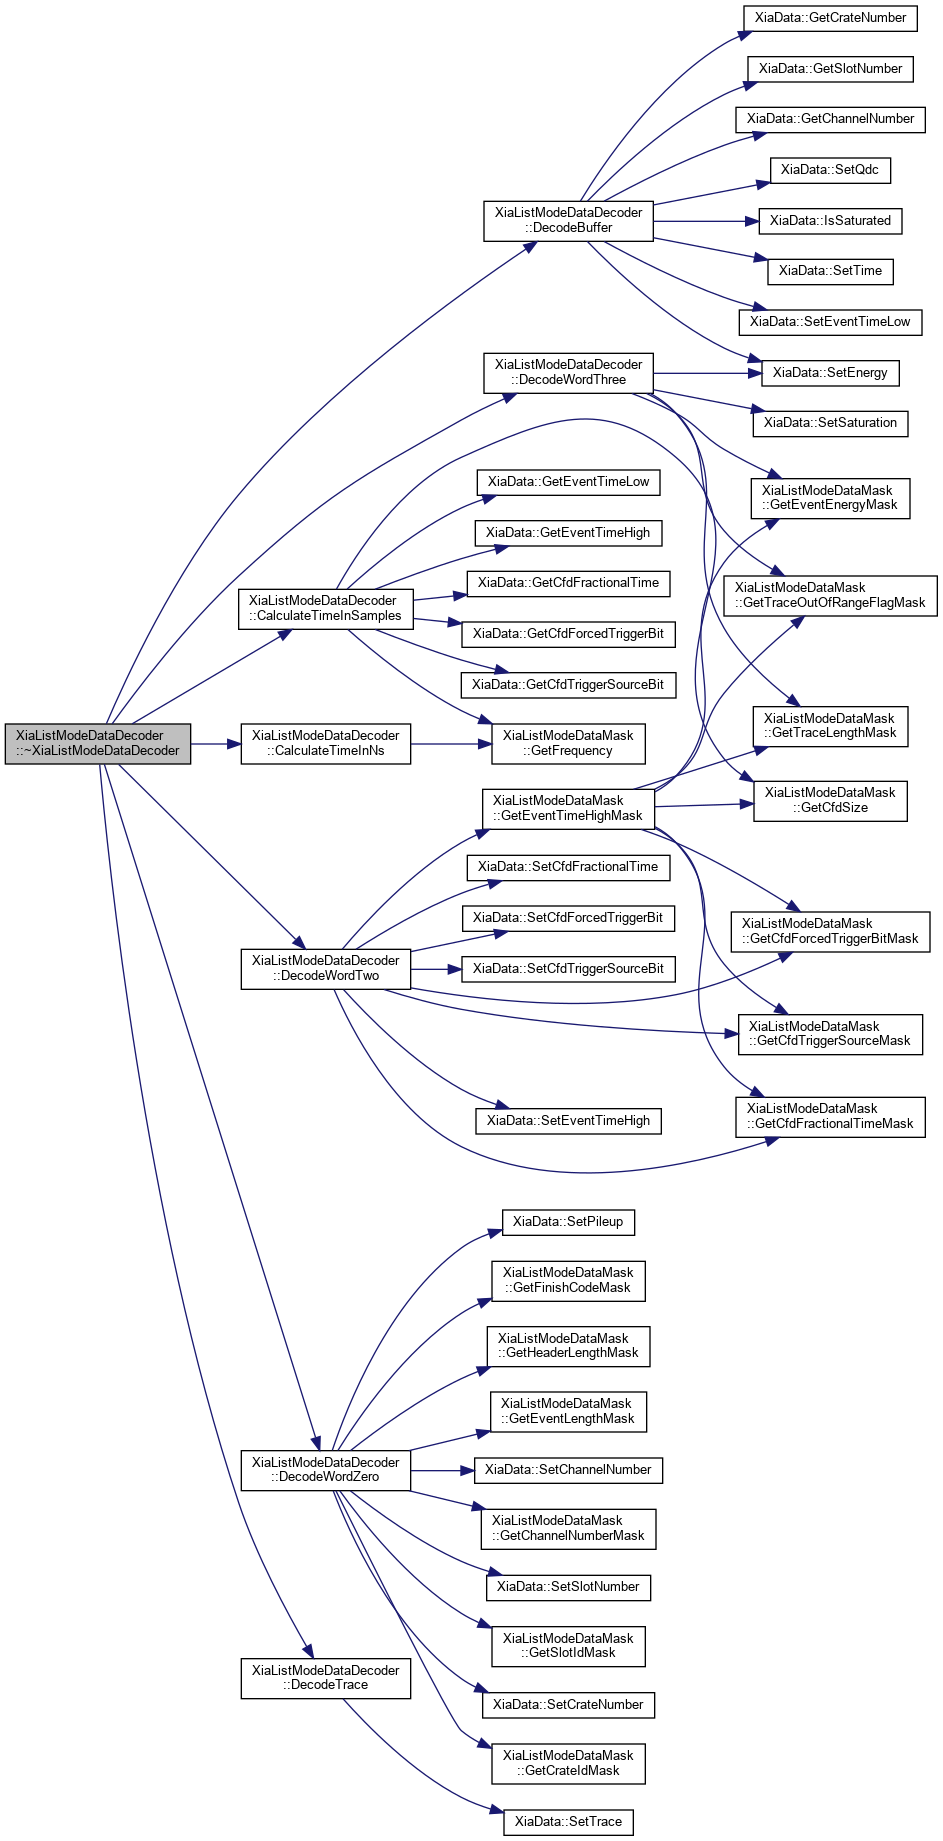 XiaData::GetCrateNumber
XiaData::GetSlotNumber
XiaData::GetChannelNumber
XiaData::SetQdc
XiaListModeDataDecoder
::DecodeBuffer
XiaData::IsSaturated
XiaData::SetTime
XiaData::SetEventTimeLow
XiaListModeDataDecoder
::DecodeWordThree
XiaData::SetEnergy
XiaData::SetSaturation
XiaData::GetEventTimeLow
XiaListModeDataMask
::GetEventEnergyMask
XiaData::GetEventTimeHigh
XiaData::GetCfdFractionalTime
XiaListModeDataMask
::GetTraceOutOfRangeFlagMask
XiaListModeDataDecoder
::CalculateTimeInSamples
XiaData::GetCfdForcedTriggerBit
XiaData::GetCfdTriggerSourceBit
XiaListModeDataMask
::GetTraceLengthMask
XiaListModeDataDecoder
::~XiaListModeDataDecoder
XiaListModeDataDecoder
::CalculateTimeInNs
XiaListModeDataMask
::GetFrequency
XiaListModeDataMask
::GetCfdSize
XiaListModeDataMask
::GetEventTimeHighMask
XiaData::SetCfdFractionalTime
XiaData::SetCfdForcedTriggerBit
XiaListModeDataMask
::GetCfdForcedTriggerBitMask
XiaListModeDataDecoder
::DecodeWordTwo
XiaData::SetCfdTriggerSourceBit
XiaListModeDataMask
::GetCfdTriggerSourceMask
XiaData::SetEventTimeHigh
XiaListModeDataMask
::GetCfdFractionalTimeMask
XiaData::SetPileup
XiaListModeDataMask
::GetFinishCodeMask
XiaListModeDataMask
::GetHeaderLengthMask
XiaListModeDataMask
::GetEventLengthMask
XiaListModeDataDecoder
::DecodeWordZero
XiaData::SetChannelNumber
XiaListModeDataMask
::GetChannelNumberMask
XiaData::SetSlotNumber
XiaListModeDataMask
::GetSlotIdMask
XiaListModeDataDecoder
::DecodeTrace
XiaData::SetCrateNumber
XiaListModeDataMask
::GetCrateIdMask
XiaData::SetTrace